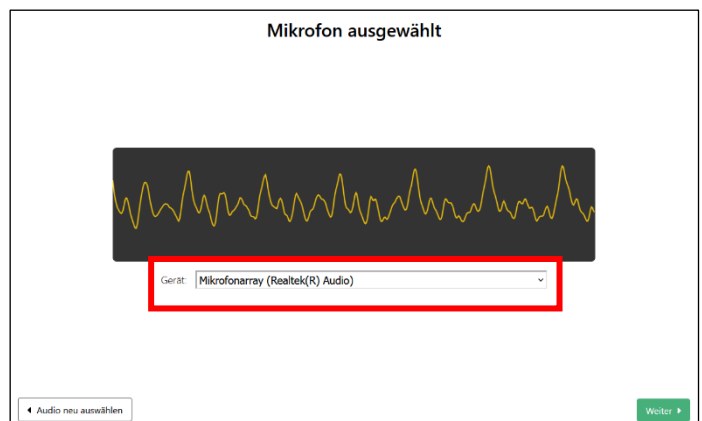 Mikrofon ausgewählt
Gerät: Mikrofonarray (Realtek(R) Audio)
Audio neu auswählen
Weiter